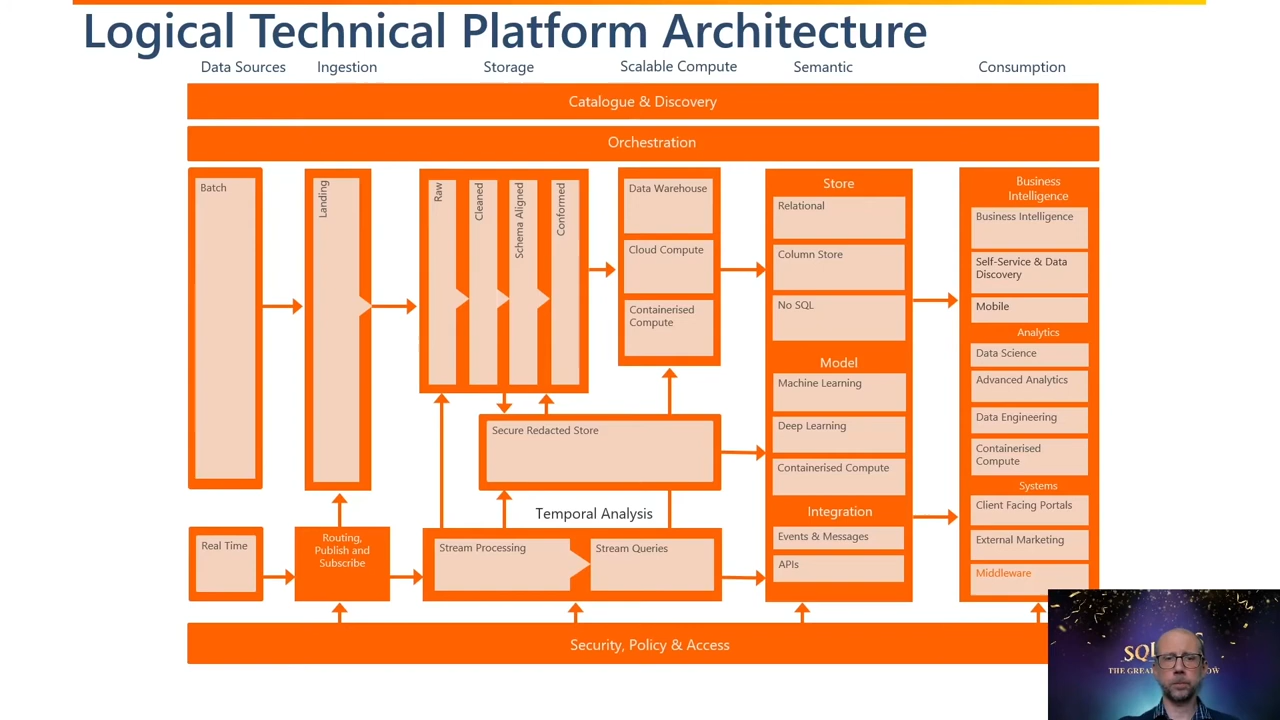 Logical Technical Platform Architecture
Data Sources
Ingestion
Storage
Scalable Compute
Semantic
Consumption
Catalogue & Discovery
Orchestration
Batch
Landing
Raw
Cleaned
Schema Aligned
Conformed
Data Warehouse
Cloud Compute
Containerised
Compute
Store
Relational
Column Store
No SQL
Model
Machine Learning
Deep Learning
Containerised Compute
Integration
Events & Messages
APIs
Business
Intelligence
Business Intelligence
Self-Service & Data
Discovery
Mobile
Analytics
Data Science
Advanced Analytics
Data Engineering
Containerised
Compute
Systems
Client Facing Portals
External Marketing
Middleware
Secure Redacted Store
Temporal Analysis
Real Time
Routing,
Publish and
Subscribe
Stream Processing
Stream Queries
Security, Policy & Access
THE